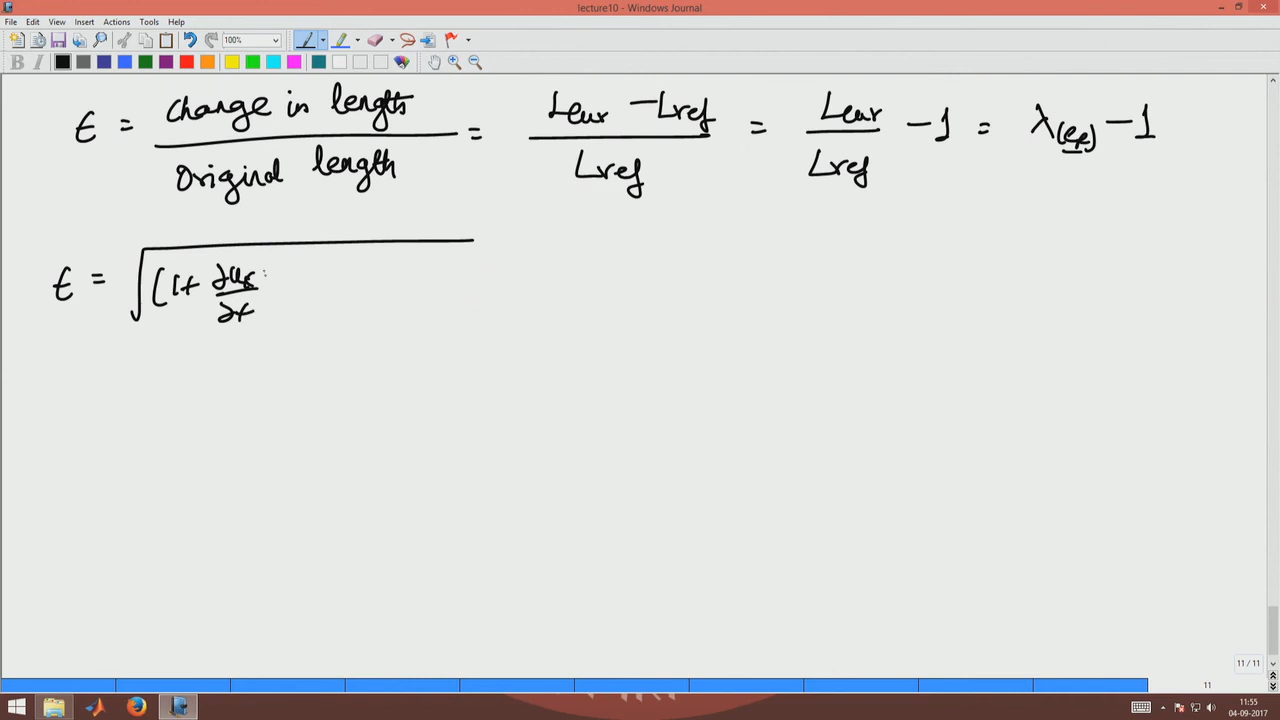 lecture10 - Windows Journal
File Edit View Insert Actions Tools Help
100%
B I
ε = change in length / Original length = Lcur - Lref / Lref = Lcur / Lref - 1 = λ(ex) - 1
ε = √(1+ ∂ux / ∂x
11 / 11
11
11:55
04-09-2017